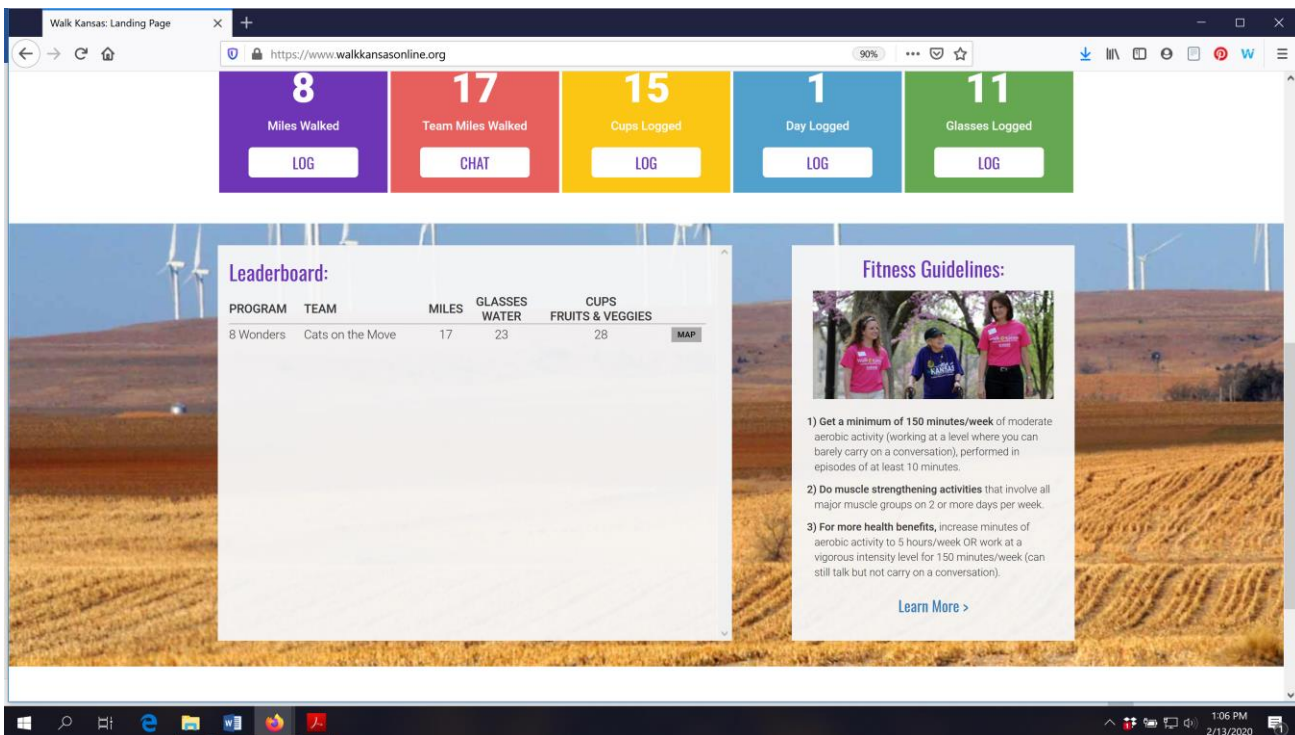 Walk Kansas: Landing Page
https://www.walkkansasonline.org
90%
8
Miles Walked
LOG
17
Team Miles Walked
CHAT
15
Cups Logged
LOG
1
Day Logged
LOG
11
Glasses Logged
LOG
Leaderboard:
PROGRAM TEAM MILES GLASSES WATER CUPS FRUITS & VEGGIES
8 Wonders Cats on the Move 17 23 28 MAP
Fitness Guidelines:
KANSAS
1) Get a minimum of 150 minutes/week of moderate
aerobic activity (working at a level where you can
barely carry on a conversation), performed in
episodes of at least 10 minutes.
2) Do muscle strengthening activities that involve all
major muscle groups on 2 or more days per week.
3) For more health benefits, increase minutes of
aerobic activity to 5 hours/week OR work at a
vigorous intensity level for 150 minutes/week (can
still talk but not carry on a conversation).
Learn More >
1:06 PM
2/13/2020